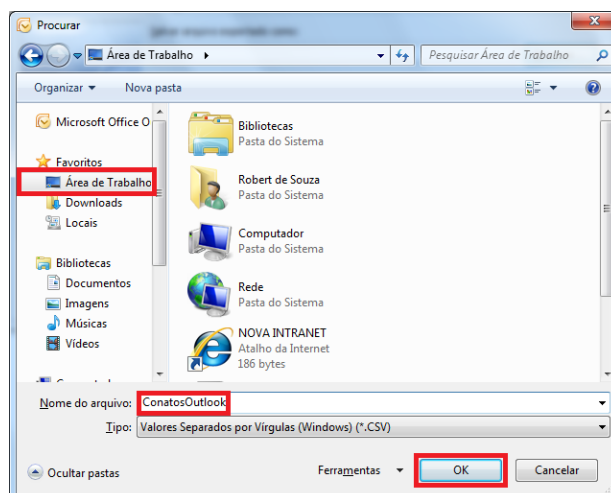 Procurar
Área de Trabalho
Pesquisar Área de Trabalho
Organizar
Nova pasta
Microsoft Office O
Favoritos
Área de Trabalho
Downloads
Locais
Bibliotecas
Documentos
Imagens
Músicas
Vídeos
Bibliotecas
Pasta do Sistema
Robert de Souza
Pasta do Sistema
Computador
Pasta do Sistema
Rede
Pasta do Sistema
NOVA INTRANET
Atalho da Internet
186 bytes
Nome do arquivo: ConatosOutlook
Tipo: Valores Separados por Vírgulas (Windows) (*.CSV)
Ocultar pastas
Ferramentas
OK
Cancelar